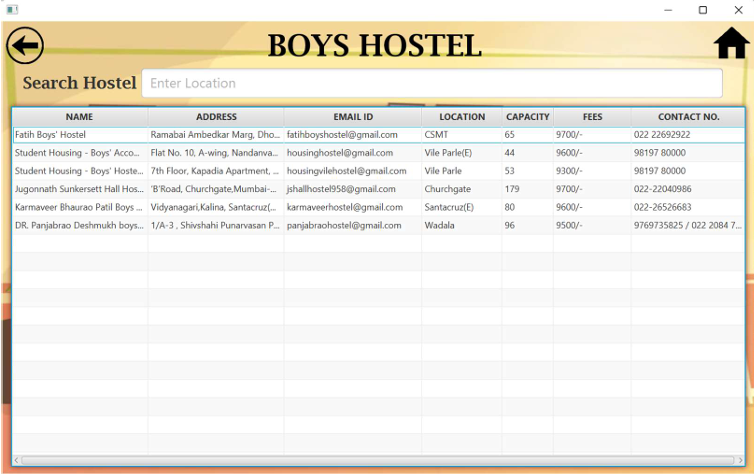 BOYS HOSTEL
Search Hostel Enter Location
NAME ADDRESS EMAIL ID LOCATION CAPACITY FEES CONTACT NO.
Fatih Boys' Hostel Ramabai Ambedkar Marg, Dho... fatihboyshostel@gmail.com CSMT 65 9700/- 022 22692922
Student Housing - Boys' Acco... Flat No. 10, A-wing, Nandanva... housinghostel@gmail.com Vile Parle(E) 44 9600/- 98197 80000
Student Housing - Boys' Hoste... 7th Floor, Kapadia Apartment, ... housingvilehostel@gmail.com Vile Parle 53 9300/- 98197 80000
Jugonnath Sunkersett Hall Hos... 'B'Road, Churchgate,Mumbai-... jshallhostel958@gmail.com Churchgate 179 9700/- 022-22040986
Karmaveer Bhaurao Patil Boys ... Vidyanagari,Kalina, Santacruz(... karmaveerhostel@gmail.com Santacruz(E) 80 9600/- 022-26526683
DR. Panjabrao Deshmukh boys... 1/A-3 , Shivshahi Punarvasan P... panjabraohostel@gmail.com Wadala 96 9500/- 9769735825 / 022 2084 7...